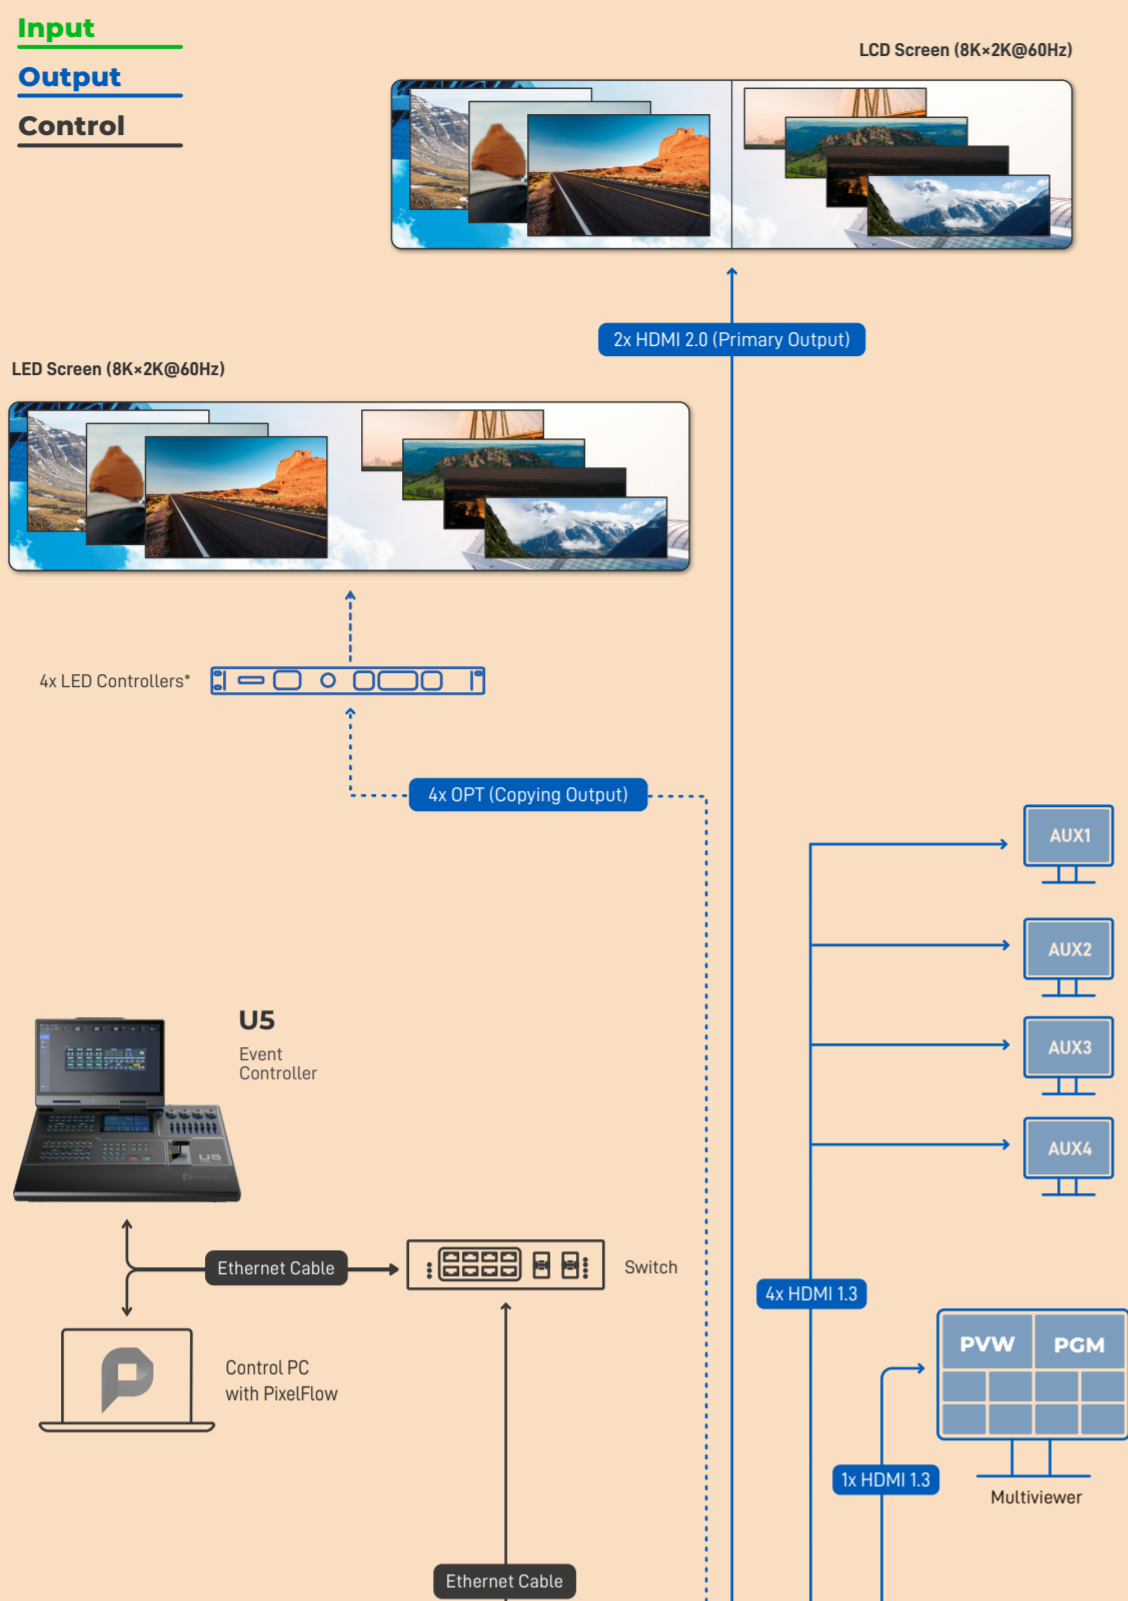 Input
Output
Control
LCD Screen (8K×2K@60Hz)
2x HDMI 2.0 (Primary Output)
LED Screen (8K×2K@60Hz)
4x LED Controllers*
4x OPT (Copying Output)
AUX1
AUX2
AUX3
AUX4
U5
Event
Controller
U5
Ethernet Cable
Switch
4x HDMI 1.3
Control PC
with PixelFlow
PVW
PGM
1x HDMI 1.3
Multiviewer
Ethernet Cable